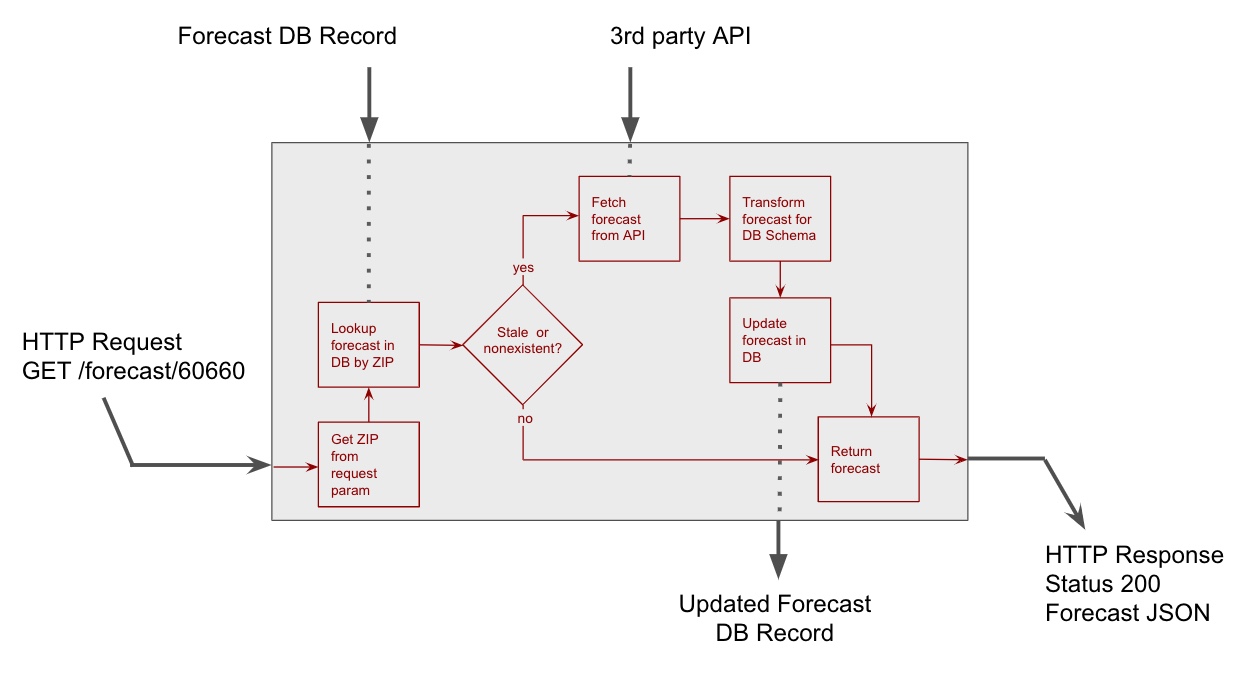 Forecast DB Record
3rd party API
Fetch
forecast
from API
Transform
forecast for
DB Schema
yes
Lookup
forecast in
DB by ZIP
Stale or
nonexistent?
Update
forecast in
DB
HTTP Request
GET /forecast/60660
no
Get ZIP
from
request
param
Return
forecast
HTTP Response
Status 200
Forecast JSON
Updated Forecast
DB Record